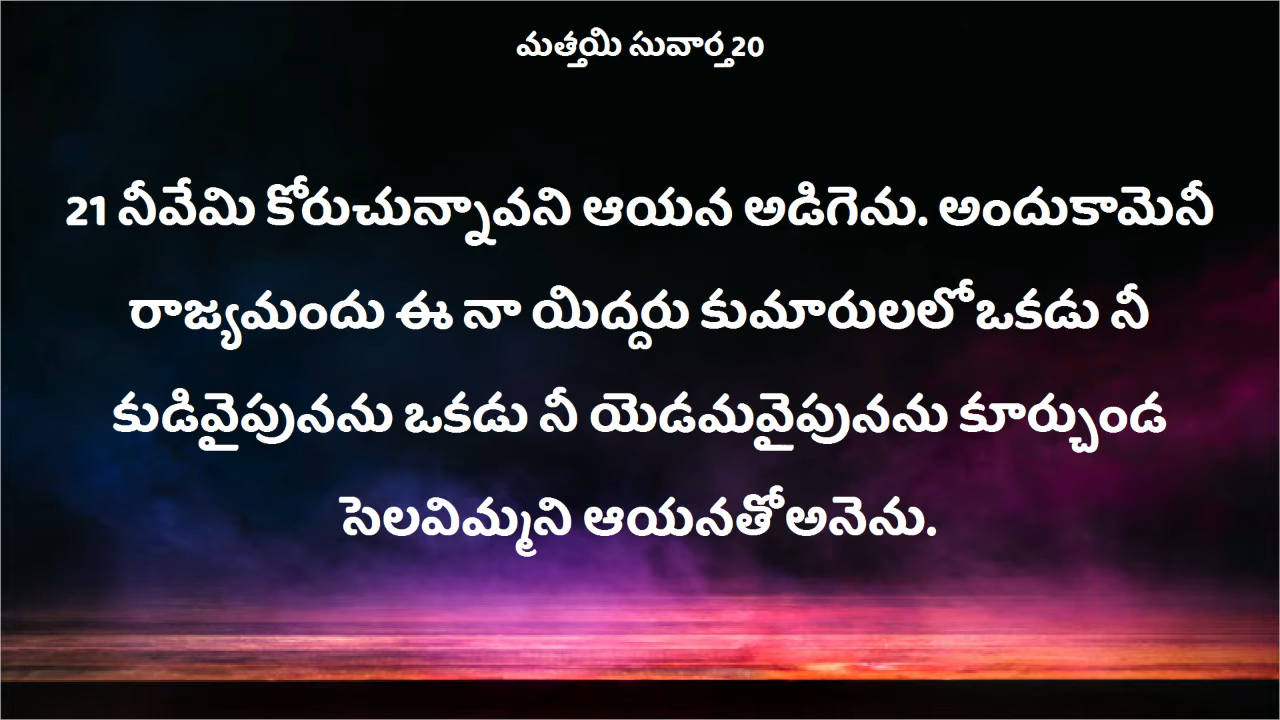 మత్తయి సువార్త 20
21 నీవేమి కోరుచున్నావని ఆయన అడిగెను. అందుకామెనీ
రాజ్యమందు ఈ నా యిద్దరు కుమారులలో ఒకడు నీ
కుడివైపునను ఒకడు నీ యెడమవైపునను కూర్చుండ
సెలవిమ్మని ఆయనతో అనెను.